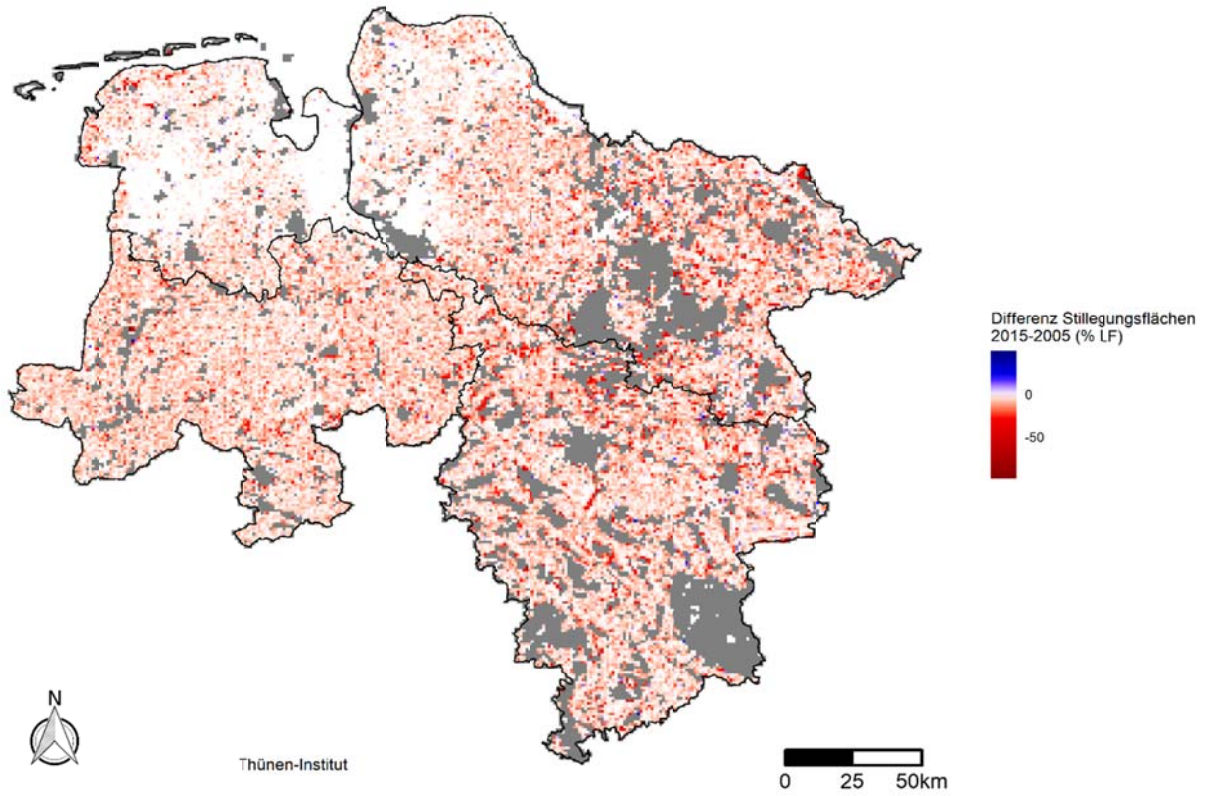 Differenz Stillegungsflächen
2015-2005 (% LF)
0
-50
N
Thünen-Institut
0 25 50km